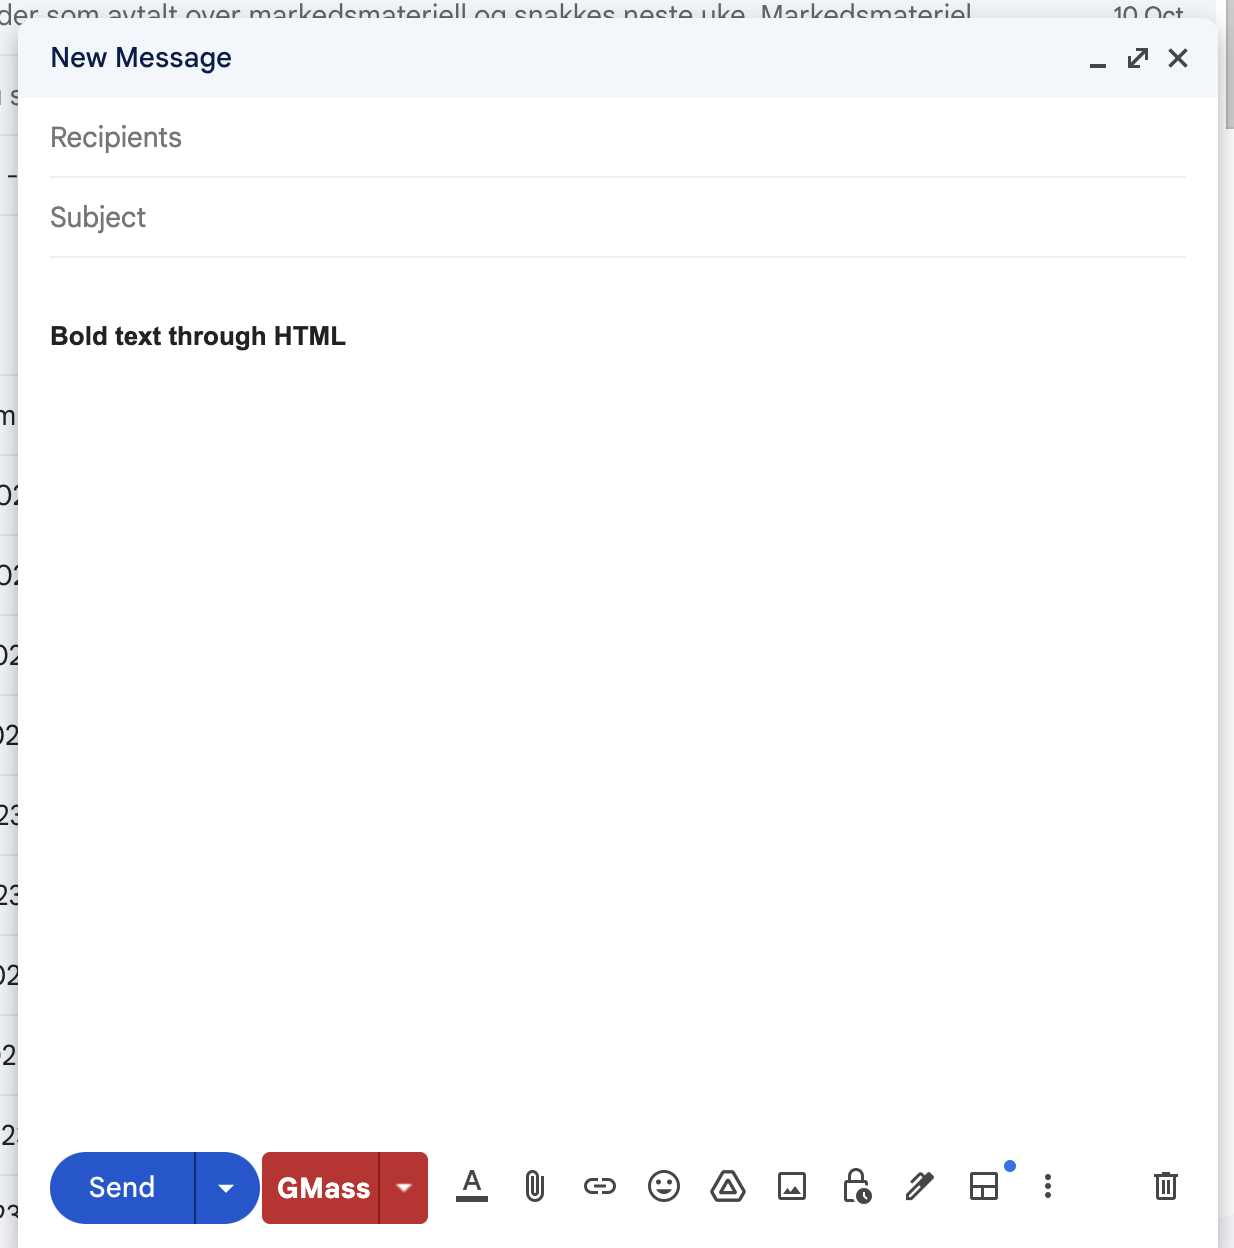 der som avtalt over markedsmateriell og snakkes neste uke. Markedsmateriel 10 Oct
New Message
Recipients
Subject
Bold text through HTML
Send GMass